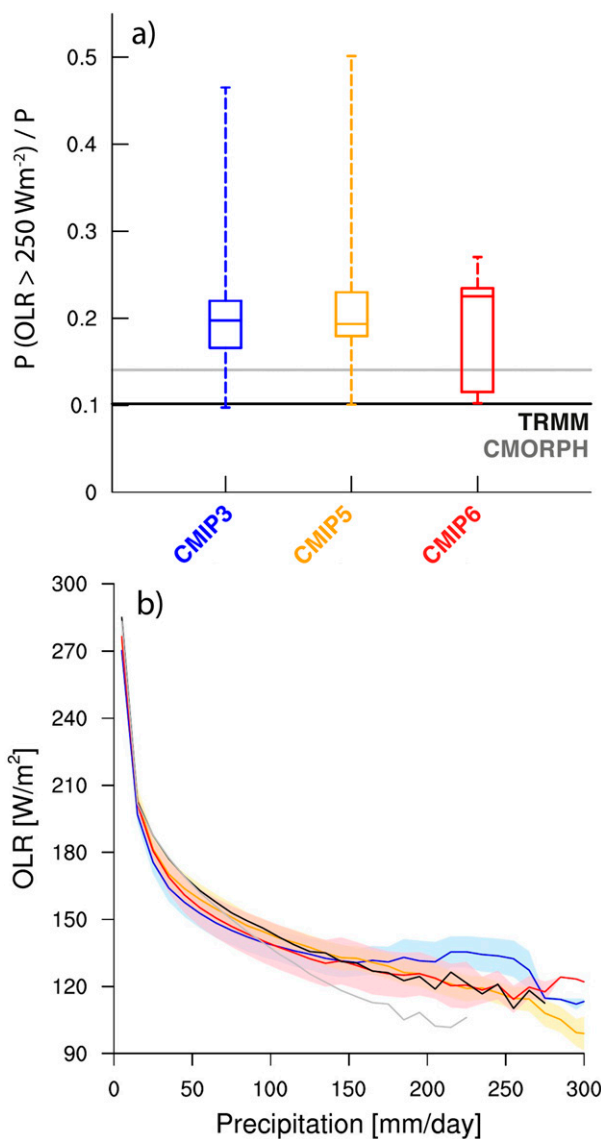 a)
P (OLR > 250 Wm⁻²) / P
0.5
0.4
0.3
0.2
0.1
0
TRMM
CMORPH
CMIP3
CMIP5
CMIP6
b)
OLR [W/m²]
300
270
240
210
180
150
120
90
0
50
100
150
200
250
300
Precipitation [mm/day]